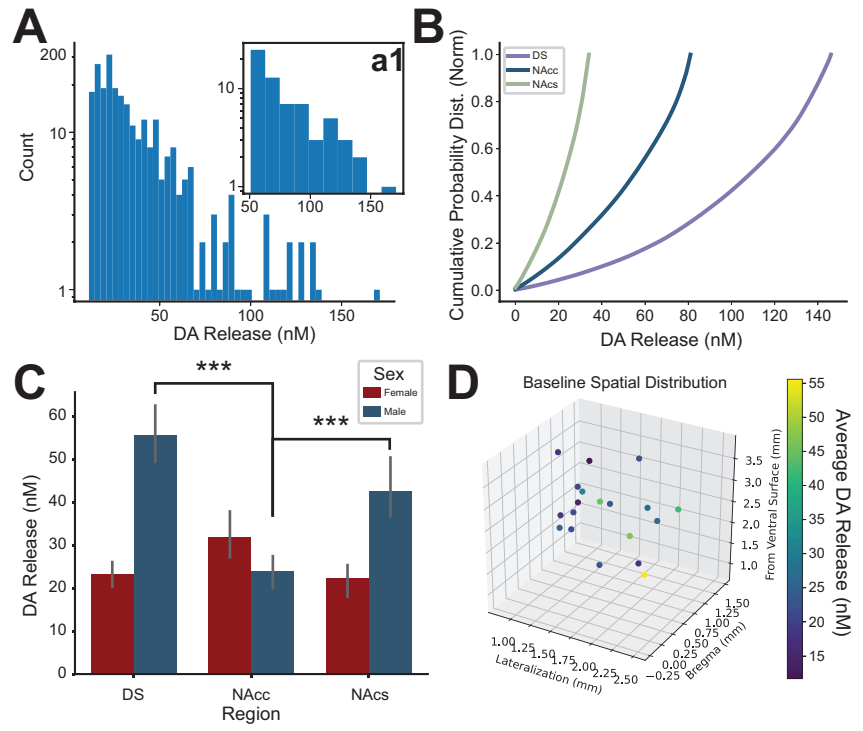 A
200
10
1
Count
50
100
150
DA Release (nM)
a1
10
1
50
100
150
B
1.0
0.8
0.6
0.4
0.2
0.0
Cumulative Probability Dist. (Norm)
DS
NAcc
NAcs
0 20 40 60 80 100 120 140
DA Release (nM)
C
***
***
Sex
Female
Male
60
50
40
30
20
10
0
DA Release (nM)
DS
NAcc
NAcs
Region
D
Baseline Spatial Distribution
3.5
3.0
2.5
2.0
1.5
1.0
From Ventral Surface (mm)
1.50
1.25
1.00
0.75
0.50
0.25
0.00
−0.25
Bregma (mm)
1.00
1.25
1.50
1.75
2.00
2.25
2.50
Lateralization (mm)
55
50
45
40
35
30
25
20
15
Average DA Release (nM)